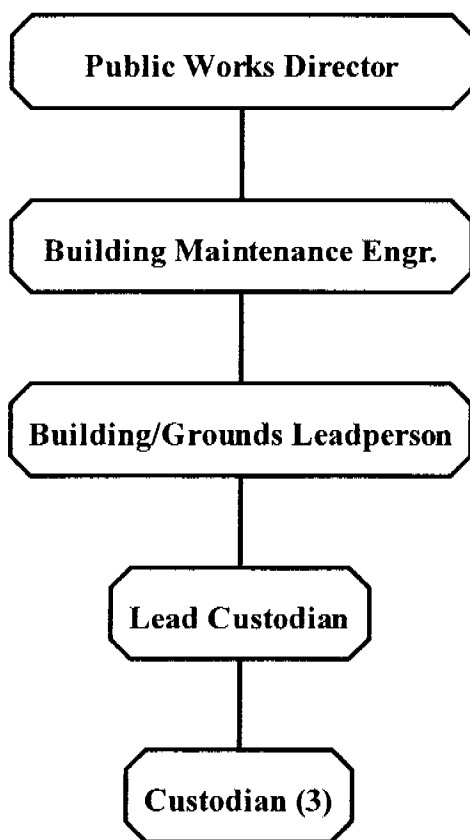 Public Works Director
Building Maintenance Engr.
Building/Grounds Leadperson
Lead Custodian
Custodian (3)